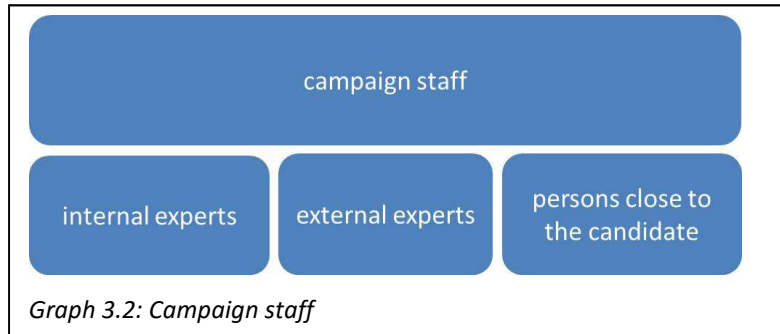 campaign staff
internal experts
external experts
persons close to
the candidate
Graph 3.2: Campaign staff